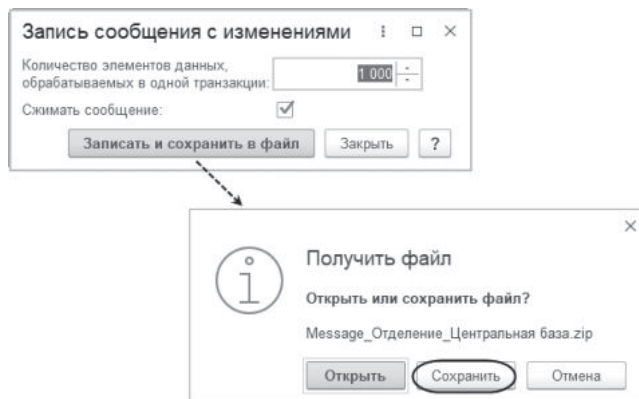 Запись сообщения с изменениями
Количество элементов данных,
обрабатываемых в одной транзакции:
1 000
Сжимать сообщение:
Записать и сохранить в файл
Закрыть
?
Получить файл
Открыть или сохранить файл?
Message_Отделение_Центральная база.zip
Открыть
Сохранить
Отмена